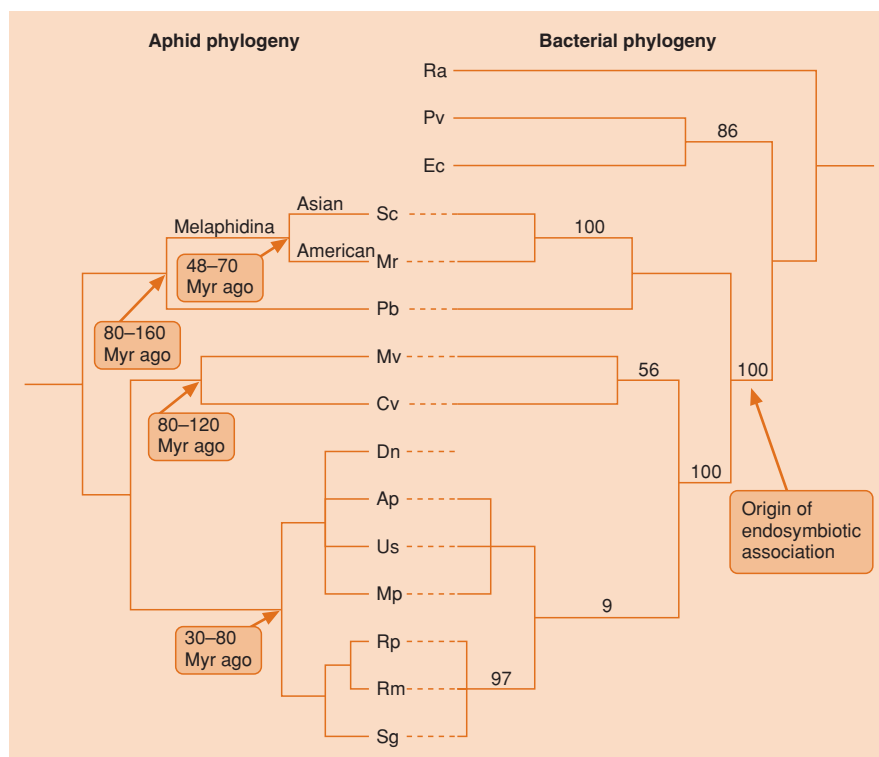 Aphid phylogeny
Bacterial phylogeny
Ra
Pv
86
Ec
Asian
Sc
100
Melaphidina
American
Mr
48–70
Myr ago
Pb
80–160
Myr ago
Mv
56
100
Cv
80–120
Myr ago
Dn
100
Ap
Origin of
endosymbiotic
association
Us
Mp
9
30–80
Myr ago
Rp
Rm
97
Sg